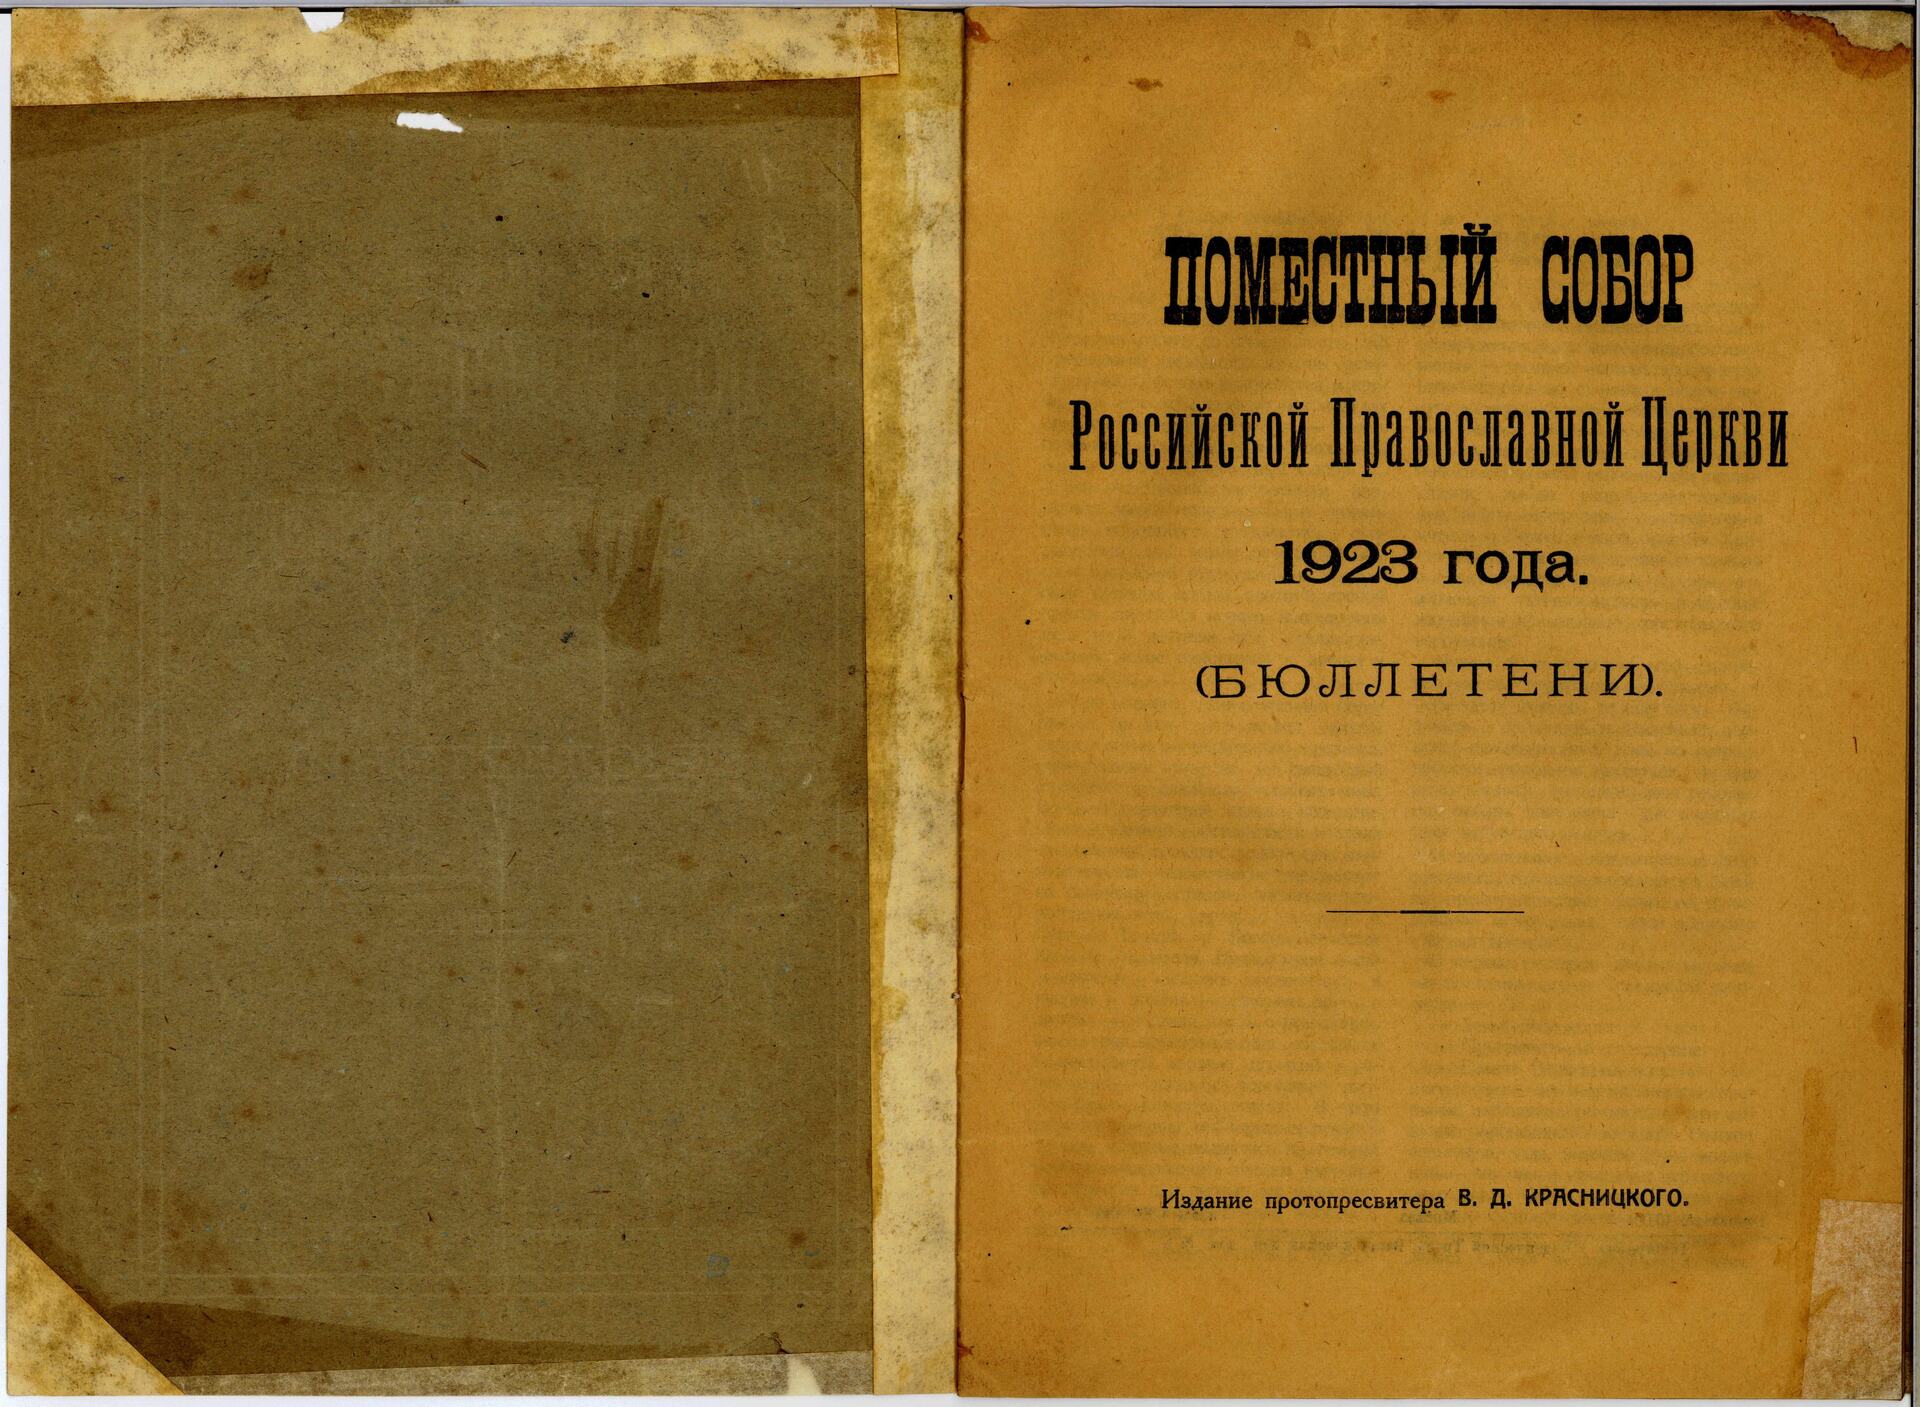 ПОМЕСТНЫЙ СОБОР
Российской Православной Церкви
1923 года.
(БЮЛЛЕТЕНИ).
Издание протопресвитера В. Д. КРАСНИЦКОГО.